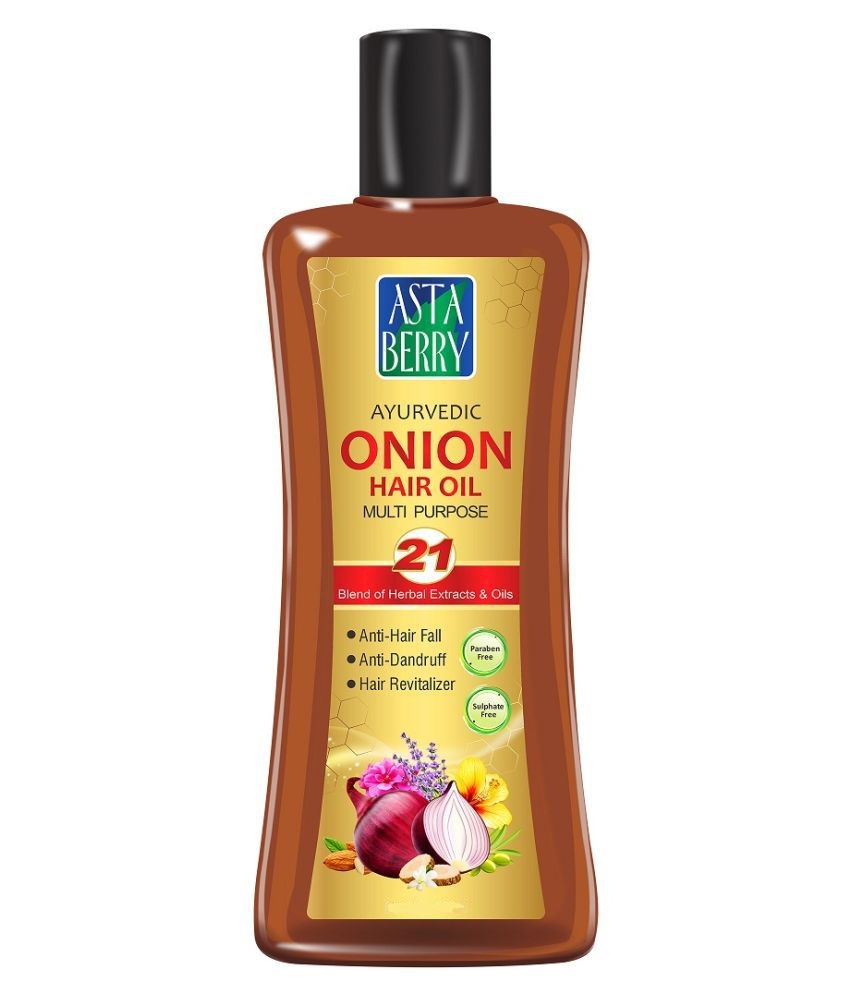 ASTA
BERRY
AYURVEDIC
ONION
HAIR OIL
MULTI PURPOSE
21
Blend of Herbal Extracts & Oils
• Anti-Hair Fall
• Anti-Dandruff
• Hair Revitalizer
Paraben
Free
Sulphate
Free